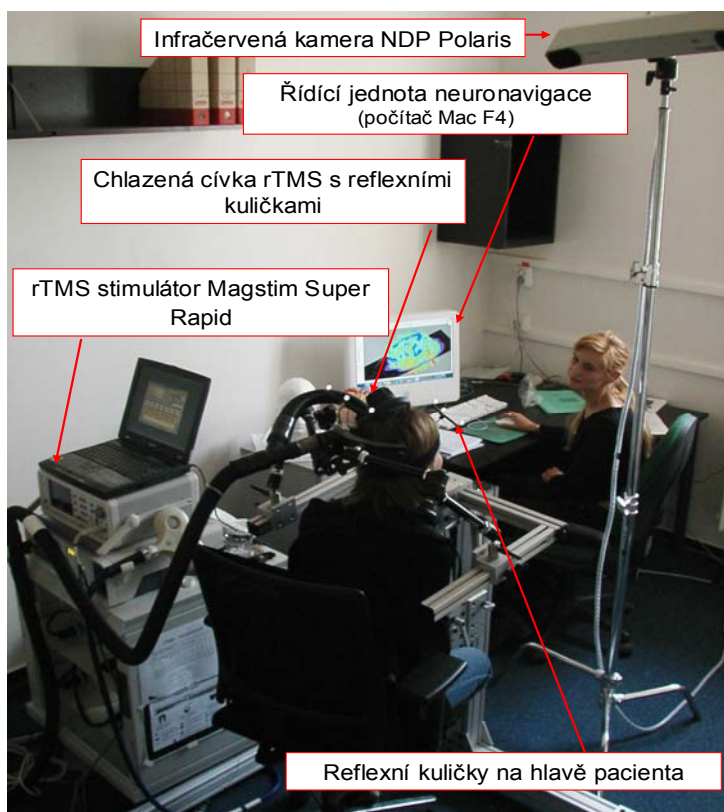 Infračervená kamera NDP Polaris
Řídící jednota neuronavigace
(počítač Mac F4)
Chlazená cívka rTMS s reflexními
kuličkami
rTMS stimulátor Magstim Super
Rapid
Reflexní kuličky na hlavě pacienta